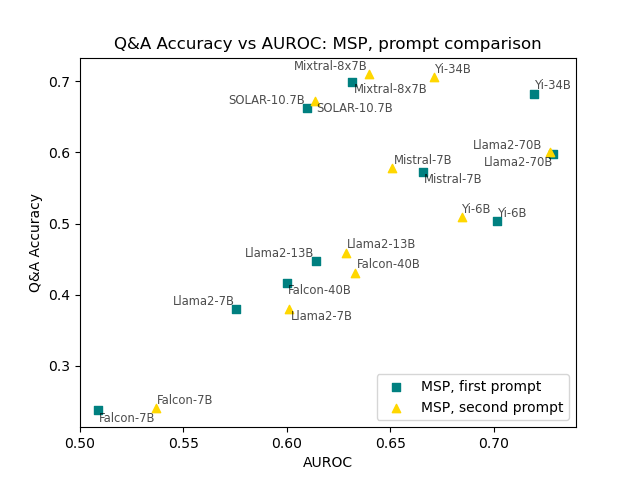 Q&A Accuracy vs AUROC: MSP, prompt comparison
Mixtral-8x7B
Yi-34B
0.7
Mixtral-8x7B
Yi-34B
SOLAR-10.7B
SOLAR-10.7B
Llama2-70B
0.6
Mistral-7B
Llama2-70B
Mistral-7B
Yi-6B
Yi-6B
0.5
Llama2-13B
Llama2-13B
Falcon-40B
0.4
Falcon-40B
Llama2-7B
Llama2-7B
0.3
Falcon-7B
Falcon-7B
Q&A Accuracy
MSP, first prompt
MSP, second prompt
0.50
0.55
0.60
0.65
0.70
AUROC